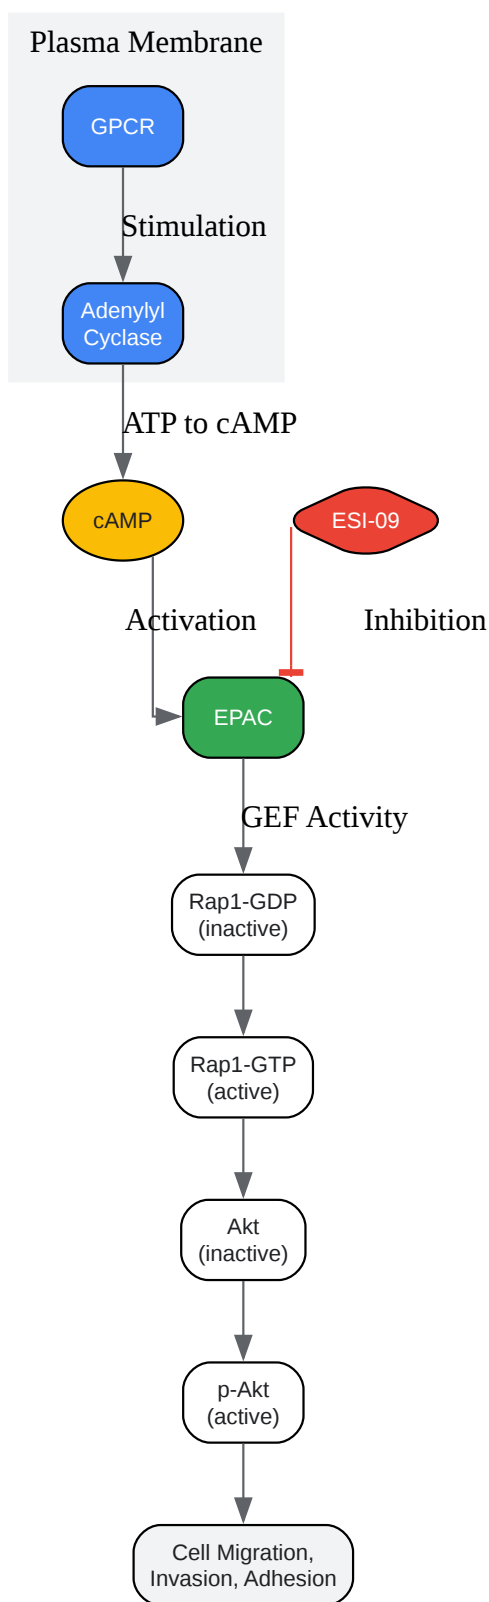 Plasma Membrane
GPCR
Stimulation
Adenylyl
Cyclase
ATP to cAMP
cAMP
ESI-09
Activation
Inhibition
EPAC
GEF Activity
Rap1-GDP
(inactive)
Rap1-GTP
(active)
Akt
(inactive)
p-Akt
(active)
Cell Migration,
Invasion, Adhesion